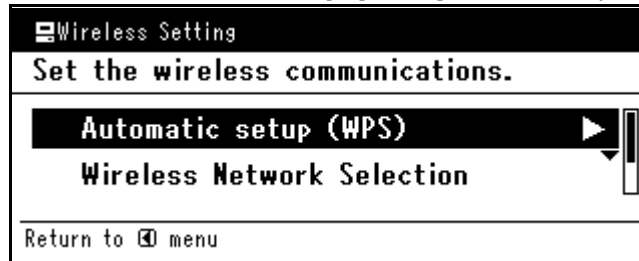 Wireless Setting
Set the wireless communications.
Automatic setup (WPS)
Wireless Network Selection
Return to ◀ menu